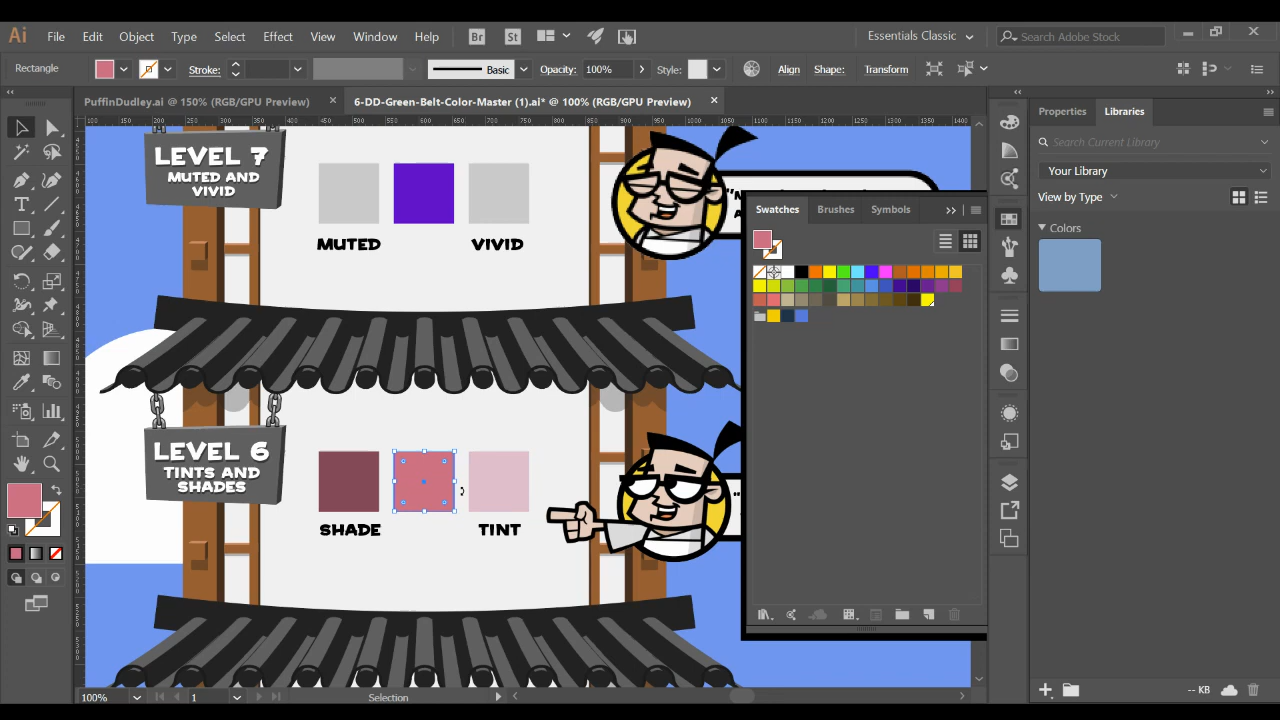 Ai File Edit Object Type Select Effect View Window Help Br St Essentials Classic Search Adobe Stock
Rectangle Stroke: Basic Opacity: 100% Style: Align Shape: Transform
PuffinDudley.ai @ 150% (RGB/GPU Preview) × 6-DD-Green-Belt-Color-Master (1).ai* @ 100% (RGB/GPU Preview) ×
Properties Libraries
Search Current Library
Your Library
View by Type
Colors
LEVEL 7
MUTED AND
VIVID
MUTED VIVID
Swatches Brushes Symbols
LEVEL 6
TINTS AND
SHADES
SHADE TINT
100% 1 Selection
-- KB